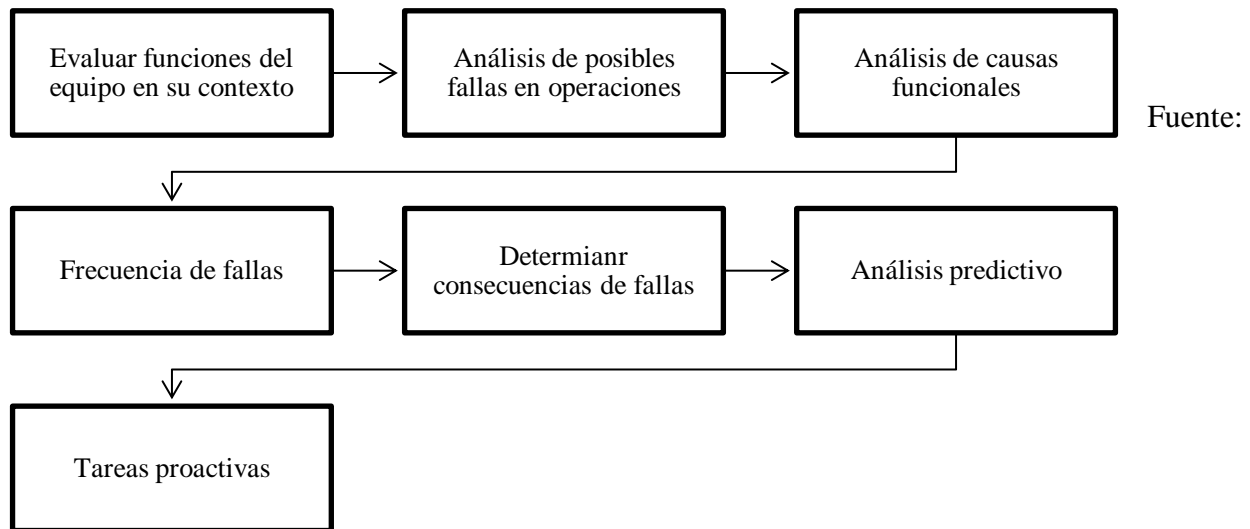 Evaluar funciones del
equipo en su contexto
Análisis de posibles
fallas en operaciones
Análisis de causas
funcionales
Fuente:
Frecuencia de fallas
Determianr
consecuencias de fallas
Análisis predictivo
Tareas proactivas